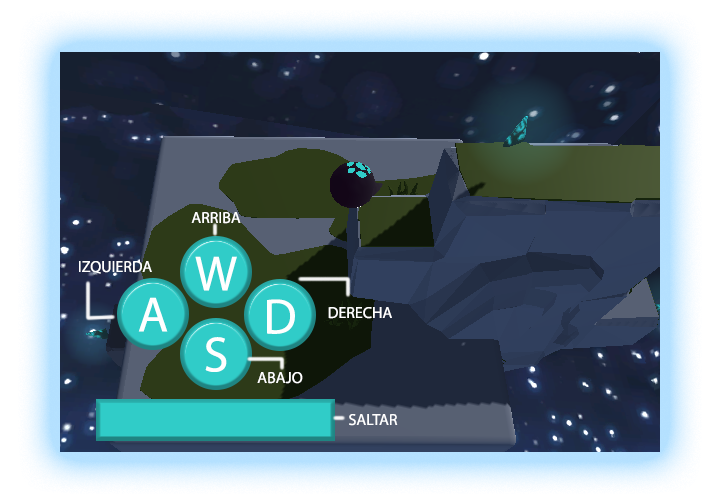 ARRIBA
W
IZQUIERDA
A
D
DERECHA
S
ABAJO
SALTAR